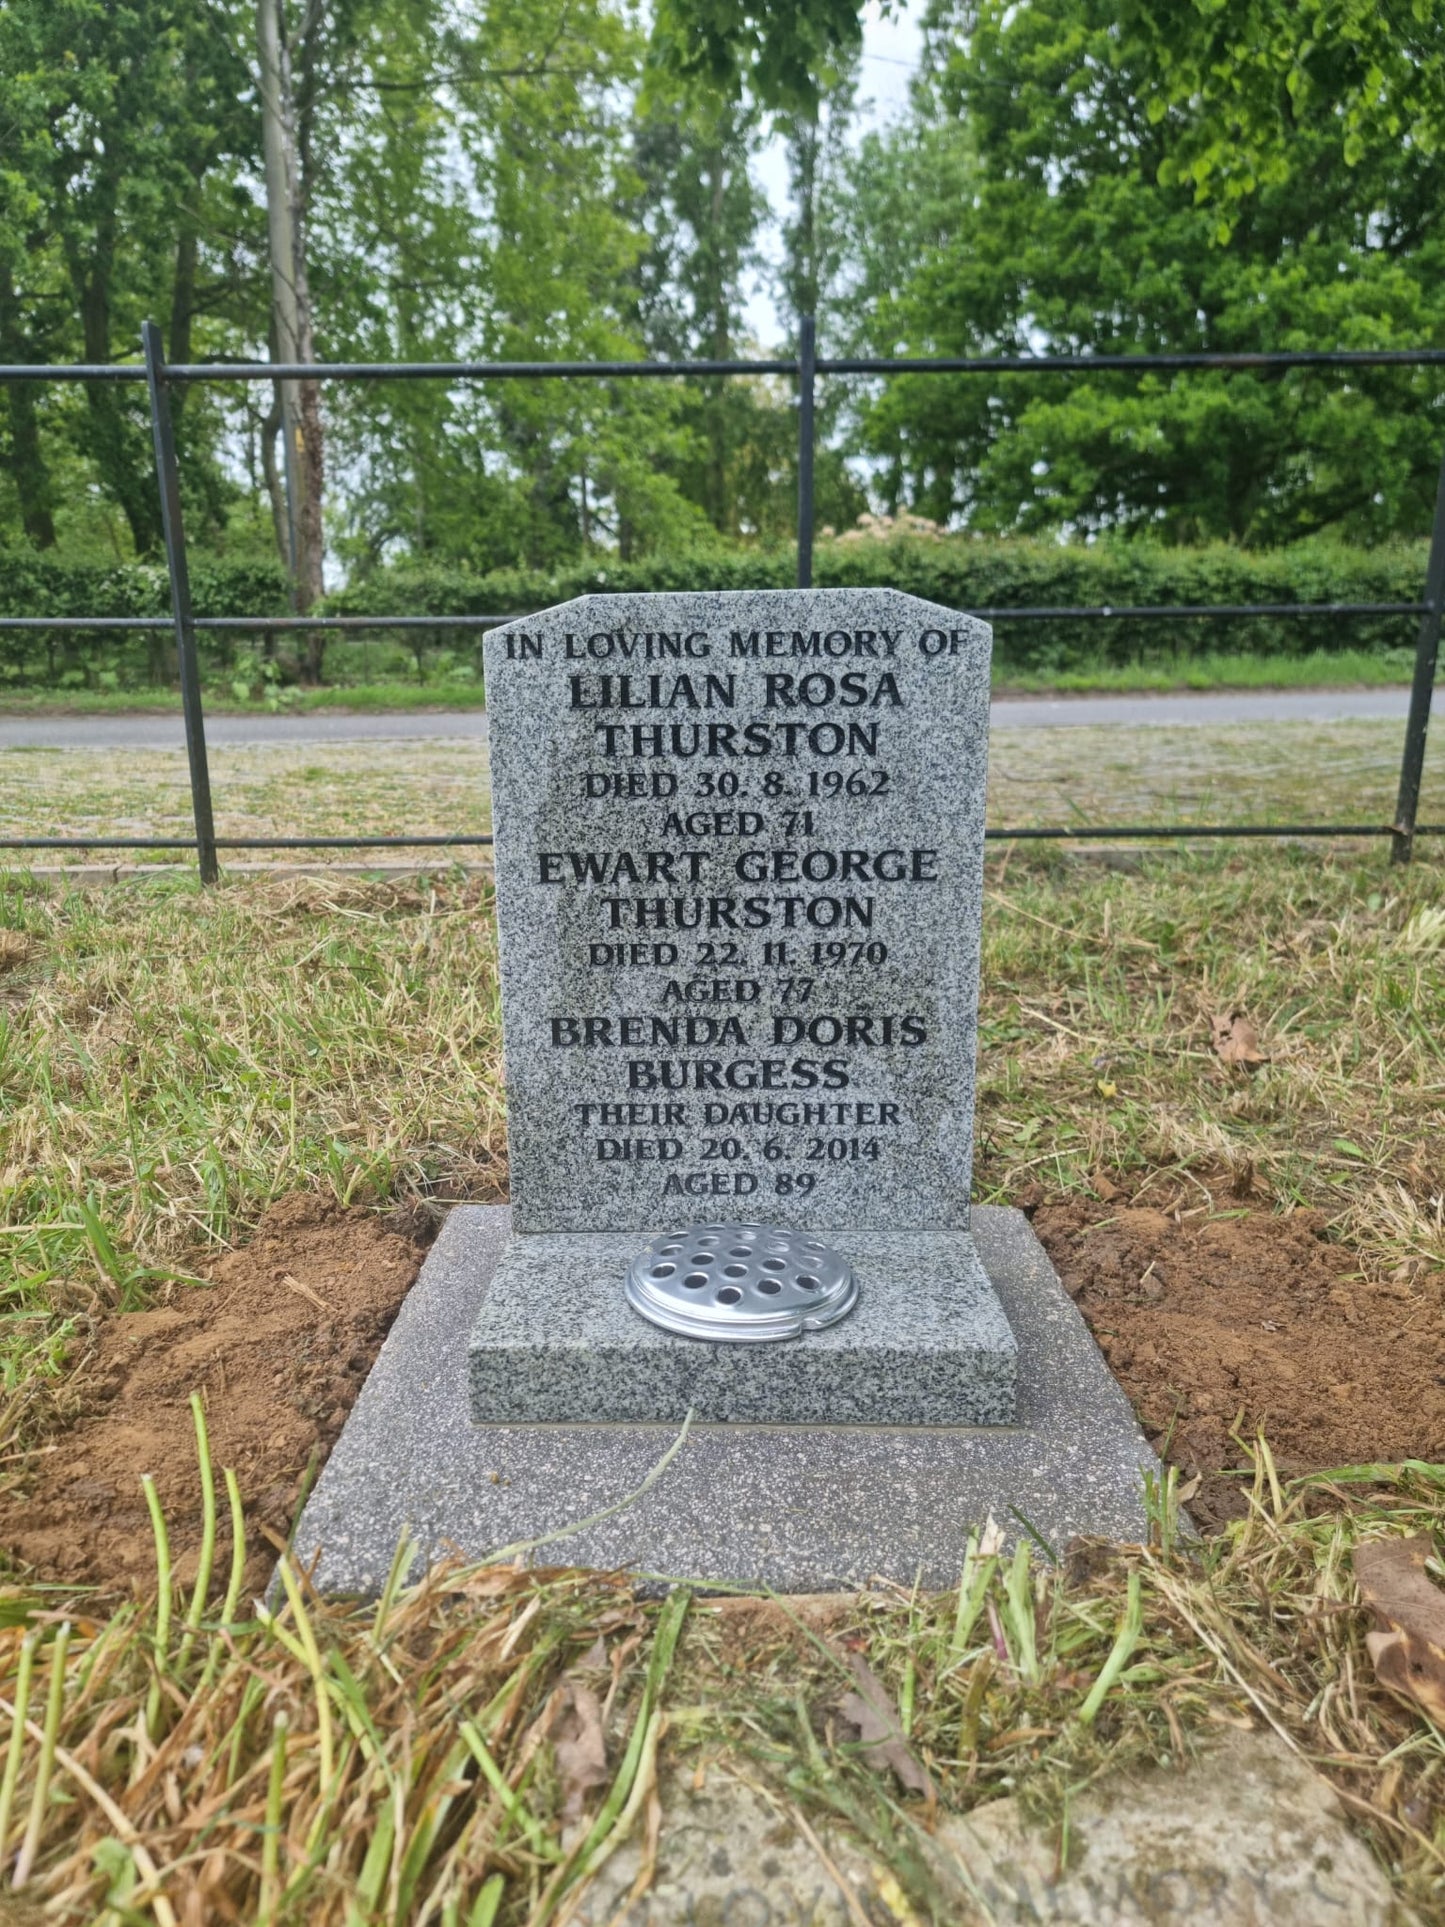 IN LOVING MEMORY OF
LILIAN ROSA
THURSTON
DIED 30. 8. 1962
AGED 71
EWART GEORGE
THURSTON
DIED 22. 11. 1970
AGED 77
BRENDA DORIS
BURGESS
THEIR DAUGHTER
DIED 20. 6. 2014
AGED 89
MEMORY